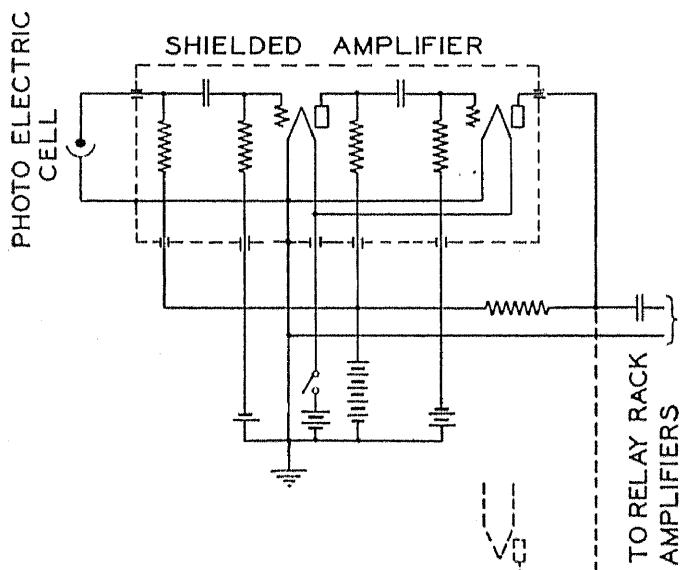 SHIELDED AMPLIFIER
PHOTO ELECTRIC
CELL
TO RELAY RACK
AMPLIFIERS